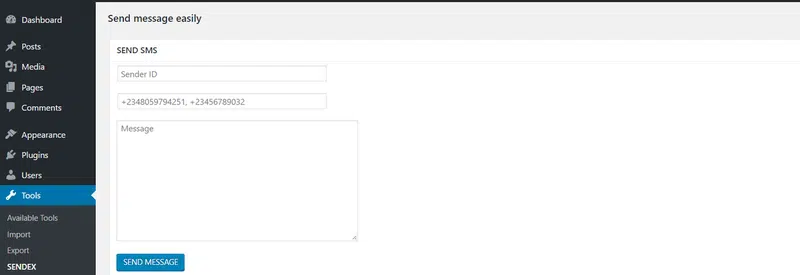 Dashboard
Posts
Media
Pages
Comments
Appearance
Plugins
Users
Tools
Available Tools
Import
Export
SENDEX
Send message easily
SEND SMS
Sender ID
+2348059794251, +23456789032
Message
SEND MESSAGE